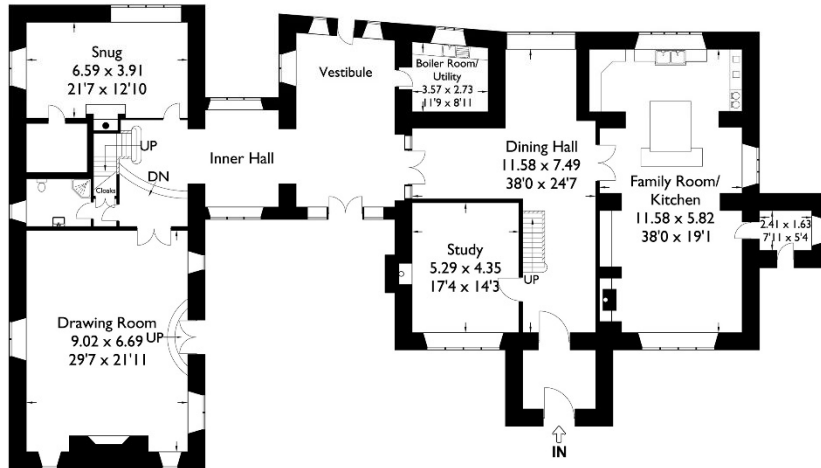 Snug
6.59 x 3.91
21'7 x 12'10
Vestibule
Boiler Room/
Utility
3.57 x 2.73
11'9 x 8'11
UP
Inner Hall
Dining Hall
11.58 x 7.49
38'0 x 24'7
Cloaks
DN
Family Room/
Kitchen
11.58 x 5.82
38'0 x 19'1
2.41 x 1.63
7'11 x 5'4
Study
5.29 x 4.35
17'4 x 14'3
UP
Drawing Room
9.02 x 6.69
29'7 x 21'11
UP
IN